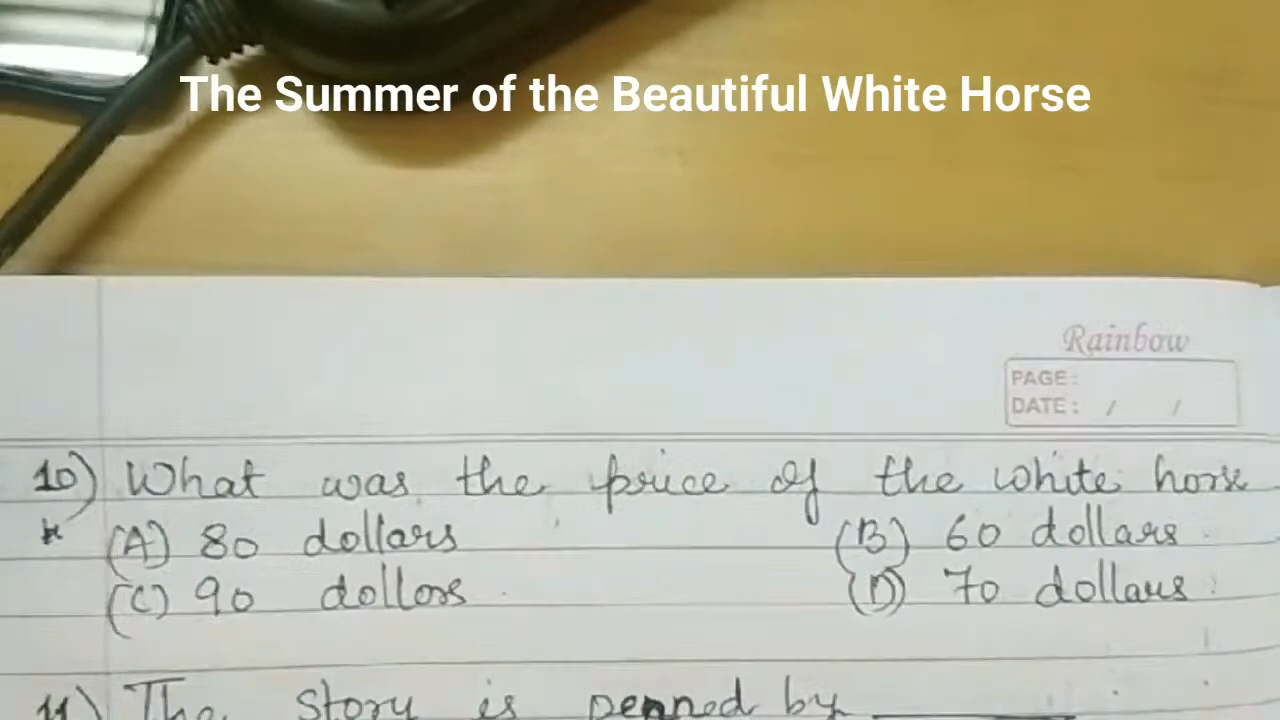 The Summer of the Beautiful White Horse
Rainbow
PAGE:
DATE: / /
10) What was the price of the white horse
(A) 80 dollars (B) 60 dollars
(C) 90 dollors (D) 70 dollars
11) The story is penned by